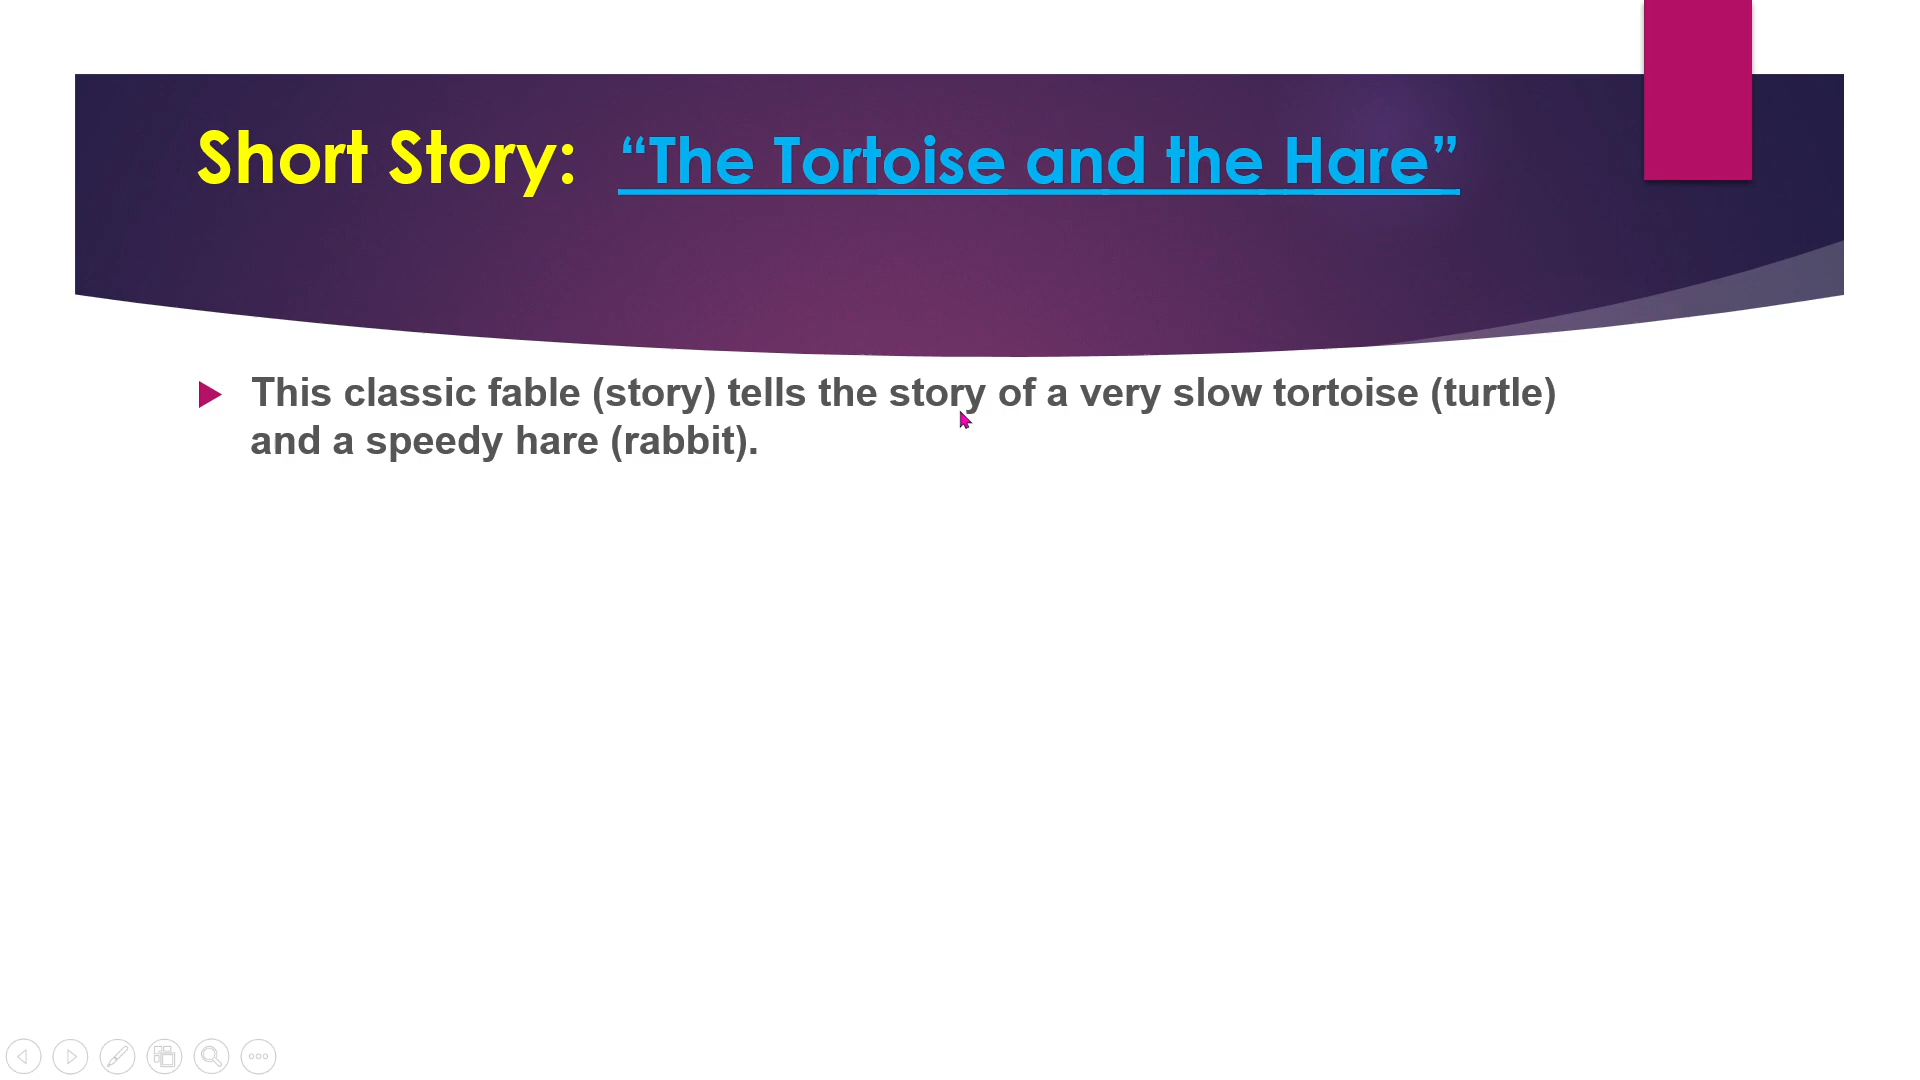 Short Story: “The Tortoise and the Hare”
This classic fable (story) tells the story of a very slow tortoise (turtle)
and a speedy hare (rabbit).